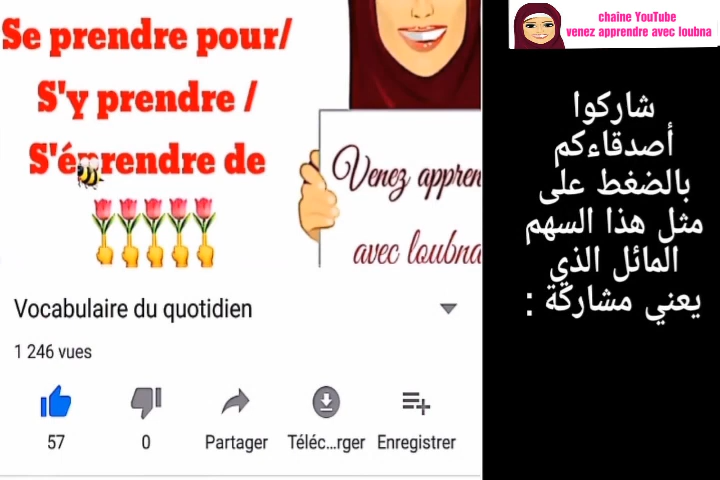 Se prendre pour/
S'y prendre /
S'éprendre de
Venez appren
avec loubna
Vocabulaire du quotidien
1 246 vues
57
0
Partager
Téléc...rger
Enregistrer
chaine YouTube
venez apprendre avec loubna
شاركوا
أصدقاءكم
بالضغط على
مثل هذا السهم
المائل الذي
يعني مشاركة :